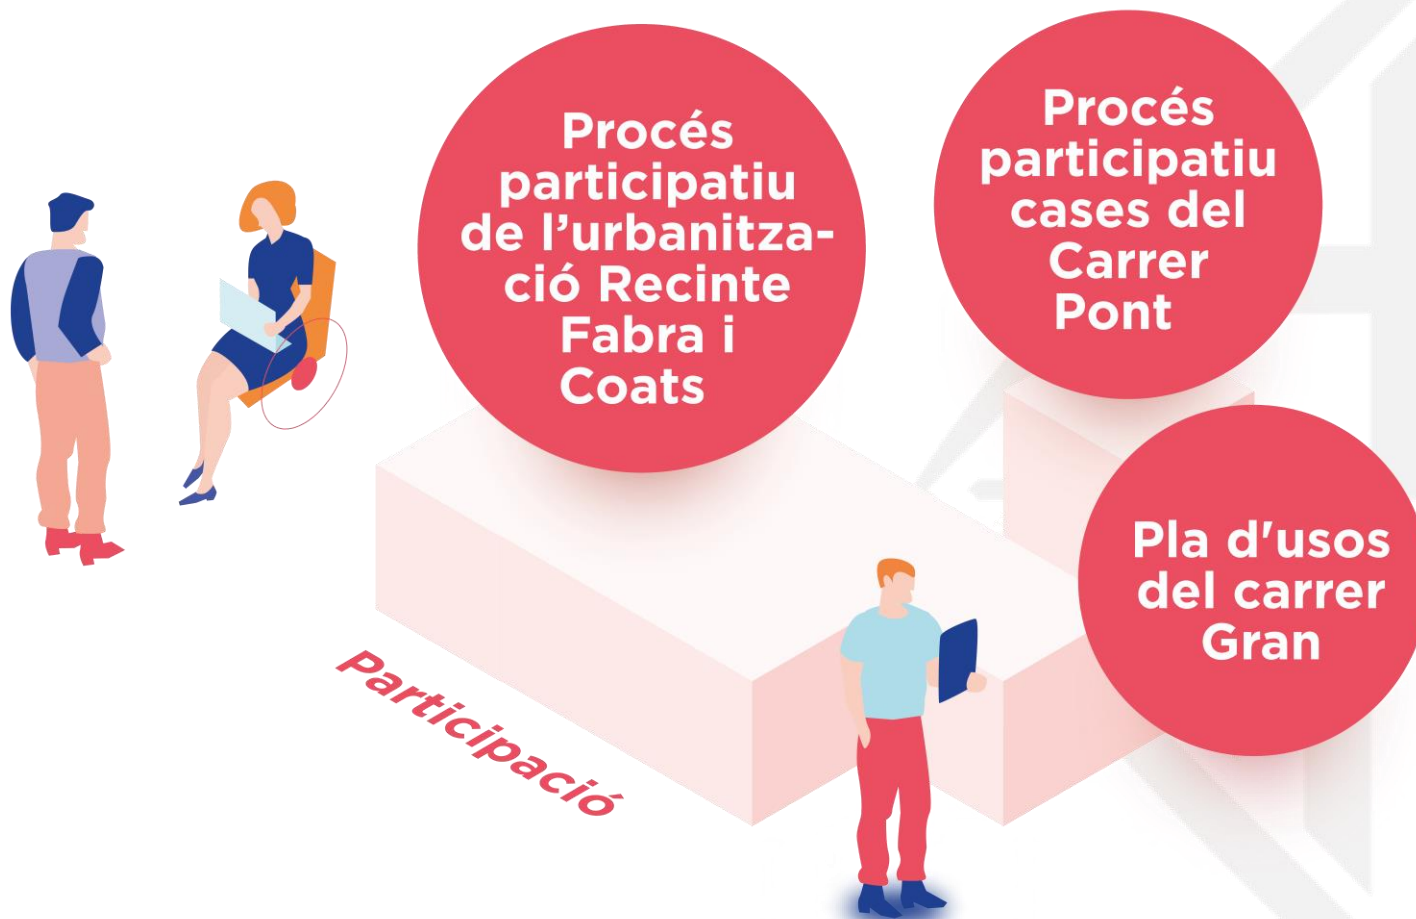 Procés
participatiu
de l'urbanitza-
ció Recinte
Fabra i
Coats
Procés
participatiu
cases del
Carrer
Pont
Pla d'usos
del carrer
Gran
Participació